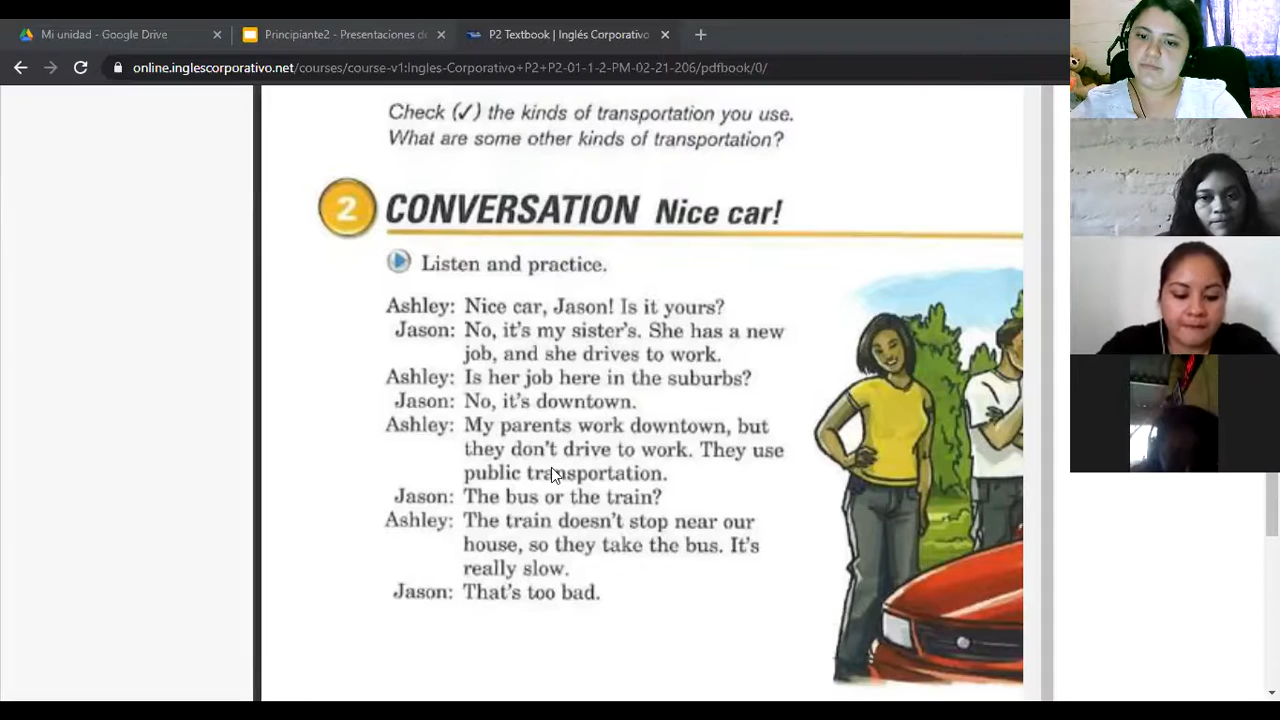 Mi unidad - Google Drive
Principiante2 - Presentaciones de
P2 Textbook | Inglés Corporativo
online.inglescorporativo.net/courses/course-v1:Ingles-Corporativo+P2+P2-01-1-2-PM-02-21-206/pdfbook/0/
Check (✓) the kinds of transportation you use.
What are some other kinds of transportation?
2 CONVERSATION Nice car!
Listen and practice.
Ashley: Nice car, Jason! Is it yours?
Jason: No, it's my sister's. She has a new
job, and she drives to work.
Ashley: Is her job here in the suburbs?
Jason: No, it's downtown.
Ashley: My parents work downtown, but
they don't drive to work. They use
public transportation.
Jason: The bus or the train?
Ashley: The train doesn't stop near our
house, so they take the bus. It's
really slow.
Jason: That's too bad.